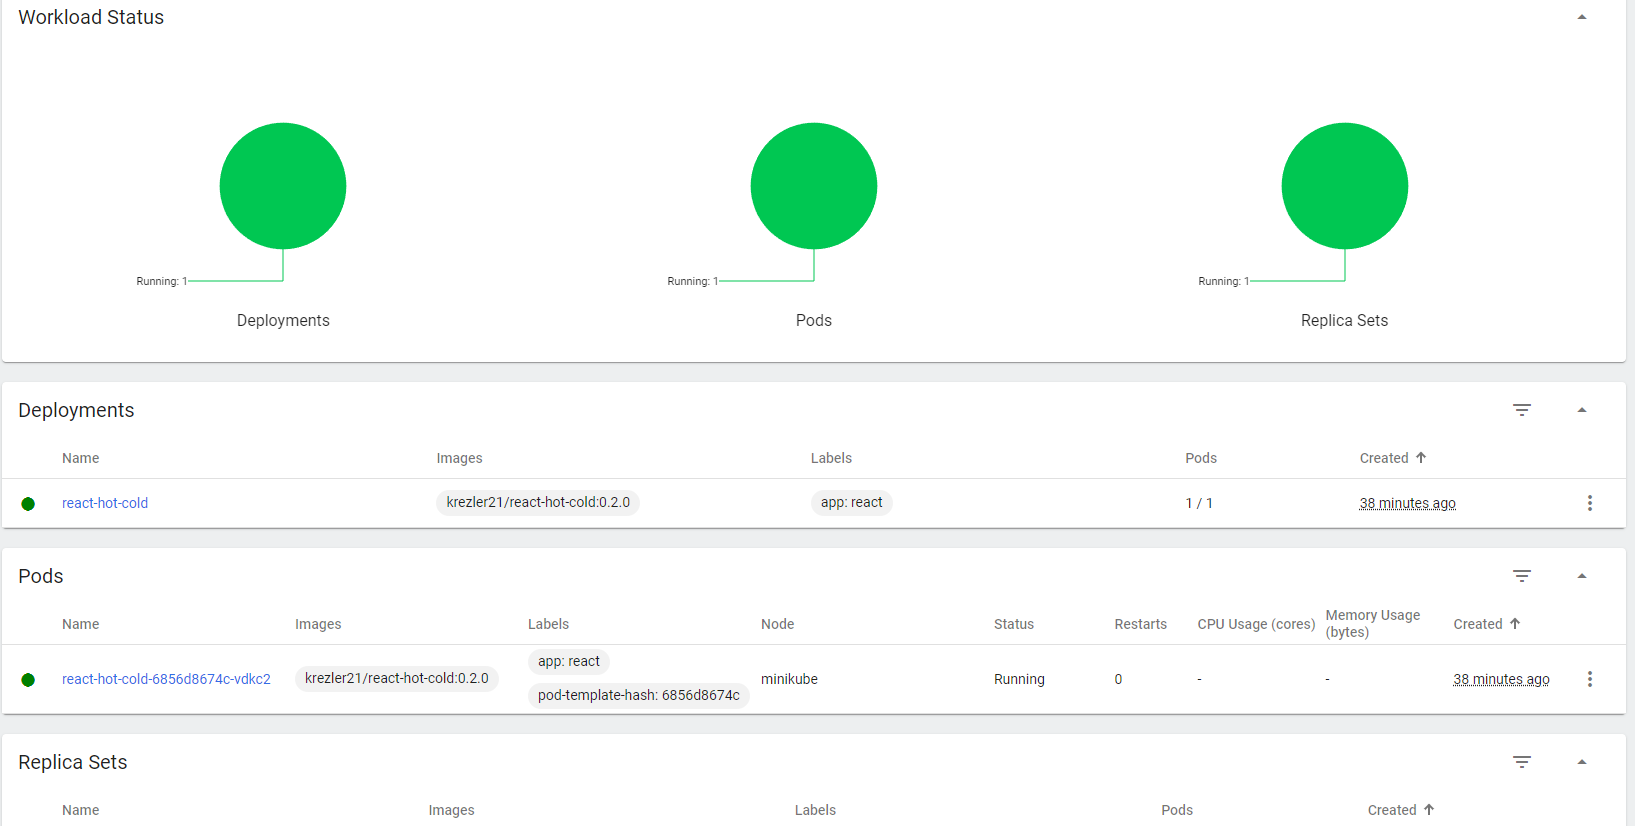 Workload Status
Running: 1
Running: 1
Running: 1
Deployments
Pods
Replica Sets
Deployments
Name Images Labels Pods Created
react-hot-cold krezler21/react-hot-cold:0.2.0 app: react 1 / 1 38 minutes ago
Pods
Name Images Labels Node Status Restarts CPU Usage (cores) Memory Usage (bytes) Created
react-hot-cold-6856d8674c-vdkc2 krezler21/react-hot-cold:0.2.0 app: react pod-template-hash: 6856d8674c minikube Running 0 - - 38 minutes ago
Replica Sets
Name Images Labels Pods Created